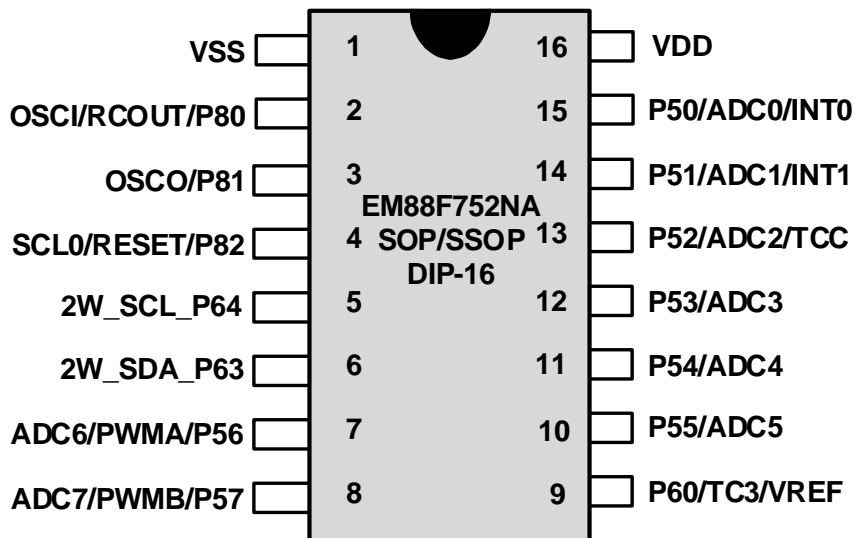 VSS 1 16 VDD
OSCI/RCOUT/P80 2 15 P50/ADC0/INT0
OSCO/P81 3 14 P51/ADC1/INT1
EM88F752NA
SCL0/RESET/P82 4 SOP/SSOP 13 P52/ADC2/TCC
DIP-16
2W_SCL_P64 5 12 P53/ADC3
2W_SDA_P63 6 11 P54/ADC4
ADC6/PWMA/P56 7 10 P55/ADC5
ADC7/PWMB/P57 8 9 P60/TC3/VREF